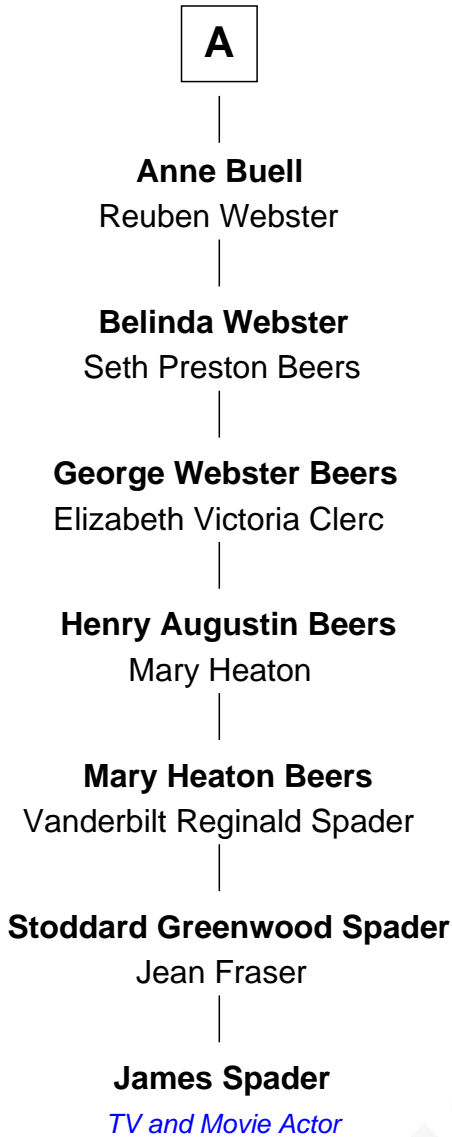 A
Anne Buell
Reuben Webster
Belinda Webster
Seth Preston Beers
George Webster Beers
Elizabeth Victoria Clerc
Henry Augustin Beers
Mary Heaton
Mary Heaton Beers
Vanderbilt Reginald Spader
Stoddard Greenwood Spader
Jean Fraser
James Spader
TV and Movie Actor